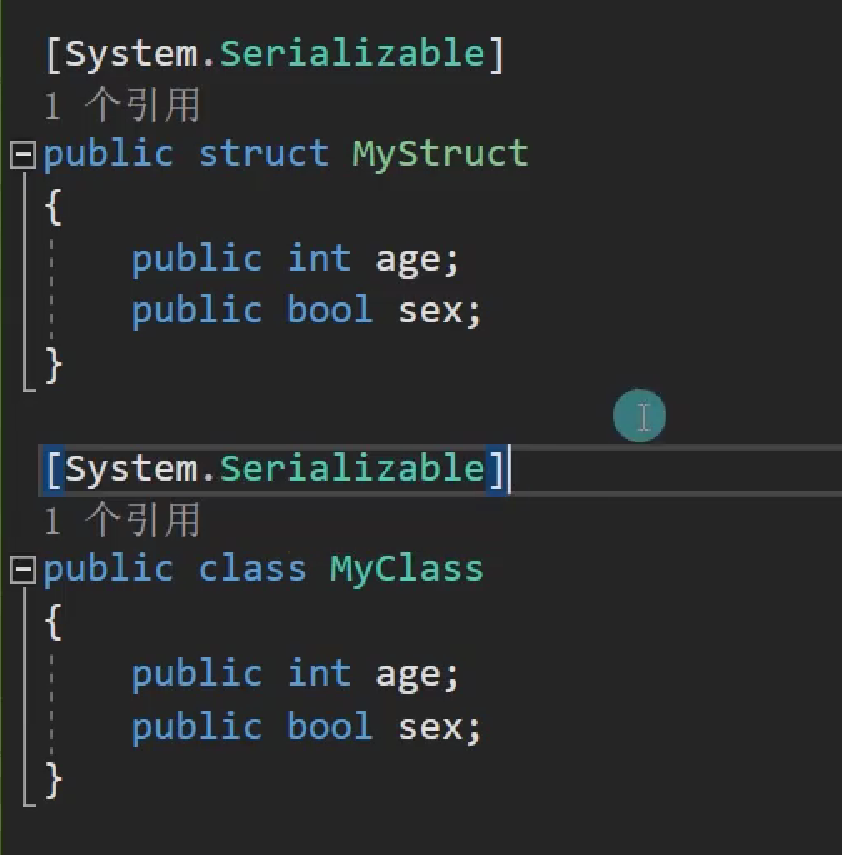 [System.Serializable]
1 个引用
public struct MyStruct
{
public int age;
public bool sex;
}
[System.Serializable]
1 个引用
public class MyClass
{
public int age;
public bool sex;
}